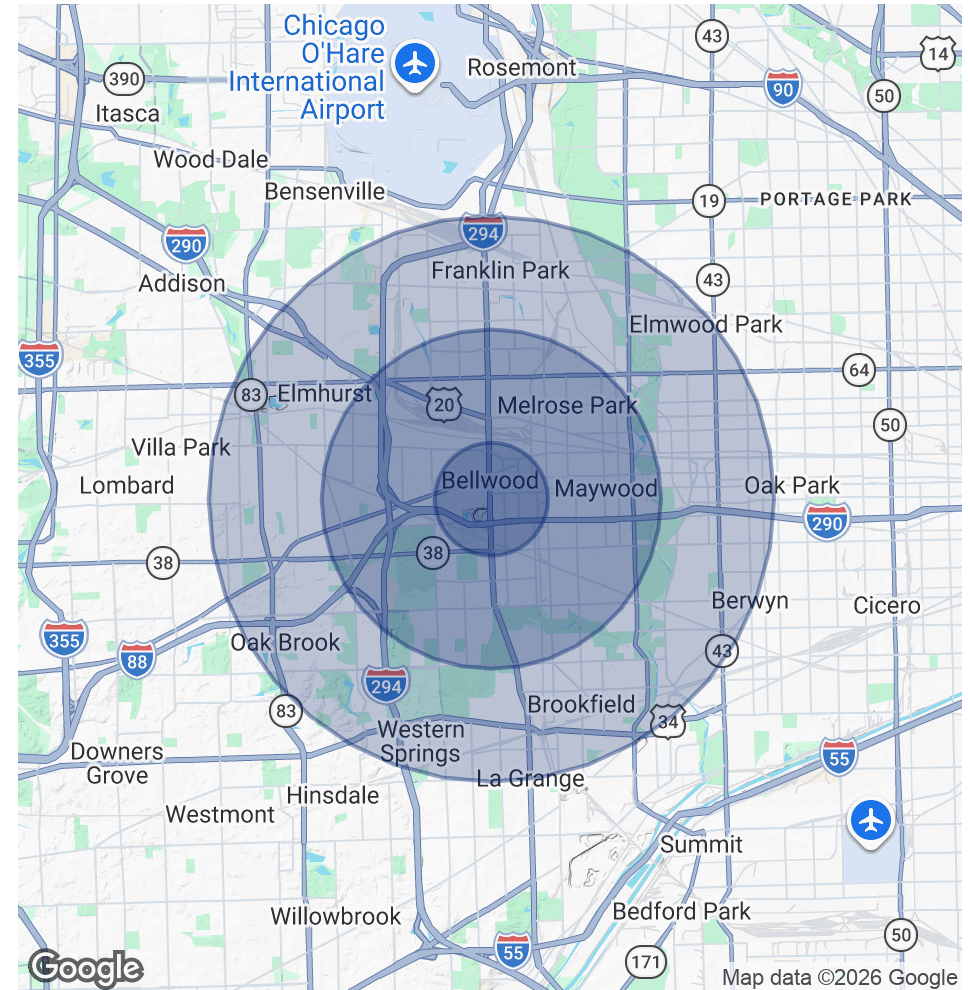 Chicago
O'Hare
International
Airport
Rosemont
43
14
90
390
50
Itasca
Wood Dale
Bensenville
19
PORTAGE PARK
294
290
Franklin Park
Addison
43
Elmwood Park
355
64
83
Elmhurst
20
Melrose Park
50
Villa Park
Lombard
Bellwood
Maywood
Oak Park
290
38
38
Berwyn
Cicero
355
88
Oak Brook
43
294
83
Brookfield
34
Western
Springs
55
Downers
Grove
La Grange
Hinsdale
Westmont
Summit
Willowbrook
Bedford Park
50
55
171
Google
Map data ©2026 Google